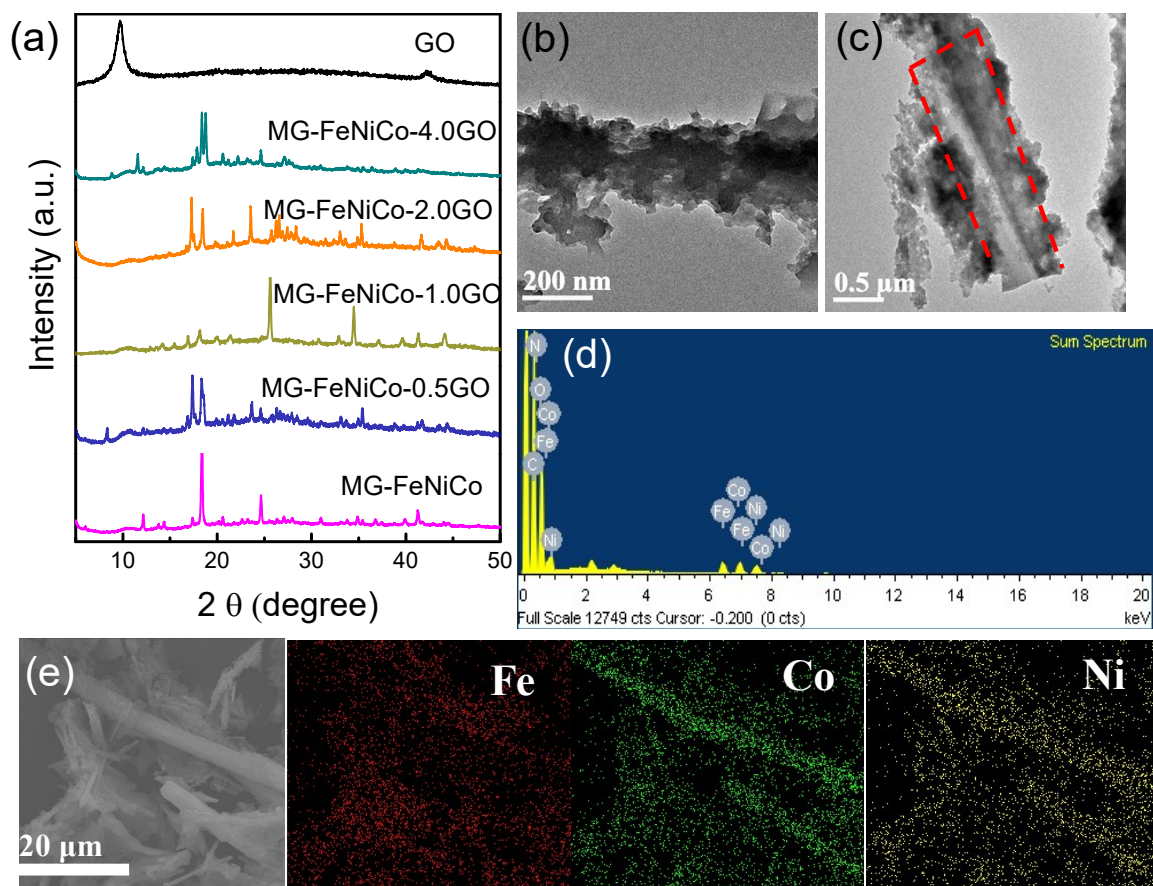 (a)
GO
MG-FeNiCo-4.0GO
MG-FeNiCo-2.0GO
MG-FeNiCo-1.0GO
MG-FeNiCo-0.5GO
MG-FeNiCo
Intensity (a.u.)
10 20 30 40 50
2 θ (degree)
(b)
200 nm
(c)
0.5 μm
(d)
Sum Spectrum
N
O
Co
Fe
C
Ni
Co
Fe
Ni
Fe
Ni
Co
0 2 4 6 8 10 12 14 16 18 20
Full Scale 12749 cts Cursor: -0.200 (0 cts)
keV
(e)
20 μm
Fe
Co
Ni